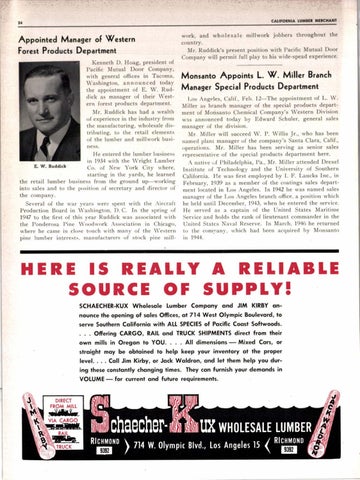 24
CALIFORNIA LUMBER MERCHANT
Appointed Manager of Western
Forest Products Department
Kenneth D. Hoag, president of
Pacific Mutual Door Company,
with general offices in Tacoma,
Washington, announced today
the appointment of E. W. Rud-
dick as manager of their West-
ern forest products department.
Mr. Ruddick has had a wealth
of experience in the industry from
the manufacturing, wholesale dis-
tributing, to the retail elements
of the lumber and millwork busi-
ness.
He entered the lumber business
in 1934 with the Wright Lumber
Co. of New York City where,
starting in the yards, he learned
E. W. Ruddick
the retail lumber business from the ground up—working
into sales and to the position of secretary and director of
the company.
Several of the war years were spent with the Aircraft
Production Board in Washington, D. C. In the spring of
1947 to the first of this year Ruddick was associated with
the Ponderosa Pine Woodwork Association in Chicago,
where he came in close touch with many of the Western
pine lumber interests, manufacturers of stock pine mill-
work, and wholesale millwork jobbers throughout the
country.
Mr. Ruddick's present position with Pacific Mutual Door
Company will permit full play to his wide-spead experience.
Monsanto Appoints L. W. Miller Branch
Manager Special Products Department
Los Angeles, Calif., Feb. 12—The appointment of L. W.
Miller as branch manager of the special products depart-
ment of Monsanto Chemical Company's Western Division
was announced today by Edward Schuler, general sales
manager of the division.
Mr. Miller will succeed W. P. Willis Jr., who has been
named plant manager of the company's Santa Clara, Calif.,
operations. Mr. Miller has been serving as senior sales
representative of the special products department here.
A native of Philadelphia, Pa., Mr. Miller attended Drexel
Institute of Technology and the University of Southern
California. He was first employed by I. F. Laucks Inc., in
February, 1939 as a member of the coatings sales depart-
ment located in Los Angeles. In 1942 he was named sales
manager of the Los Angeles branch office, a position which
he held until December, 1943, when he entered the service.
He served as a captain of the United States Maritime
Service and holds the rank of lieutenant commander in the
United States Naval Reserve. In March, 1946 he returned
to the company, which had been acquired by Monsanto
in 1944.
HERE IS REALLY A RELIABLE
SOURCE OF SUPPLY!
SCHAECHER-KUX Wholesale Lumber Company and JIM KIRBY an-
nounce the opening of sales Offices, at 714 West Olympic Boulevard, to
serve Southern California with ALL SPECIES of Pacific Coast Softwoods.
. . . Offering CARGO, RAIL and TRUCK SHIPMENTS direct from their
own mills in Oregon to YOU. . . . All dimensions — Mixed Cars, or
straight may be obtained to help keep your inventory at the proper
level. . . . Call Jim Kirby, or Jack Waldron, and let them help you dur-
ing these constantly changing times. They can furnish your demands in
VOLUME — for current and future requirements.
JIM KIRBY
DIRECT
FROM MILL
VIA CARGO
RAIL
TRUCK
Schaecher-Kux WHOLESALE LUMBER
RICHMOND
9392
714 W. Olympic Blvd., Los Angeles 15
RICHMOND
9392